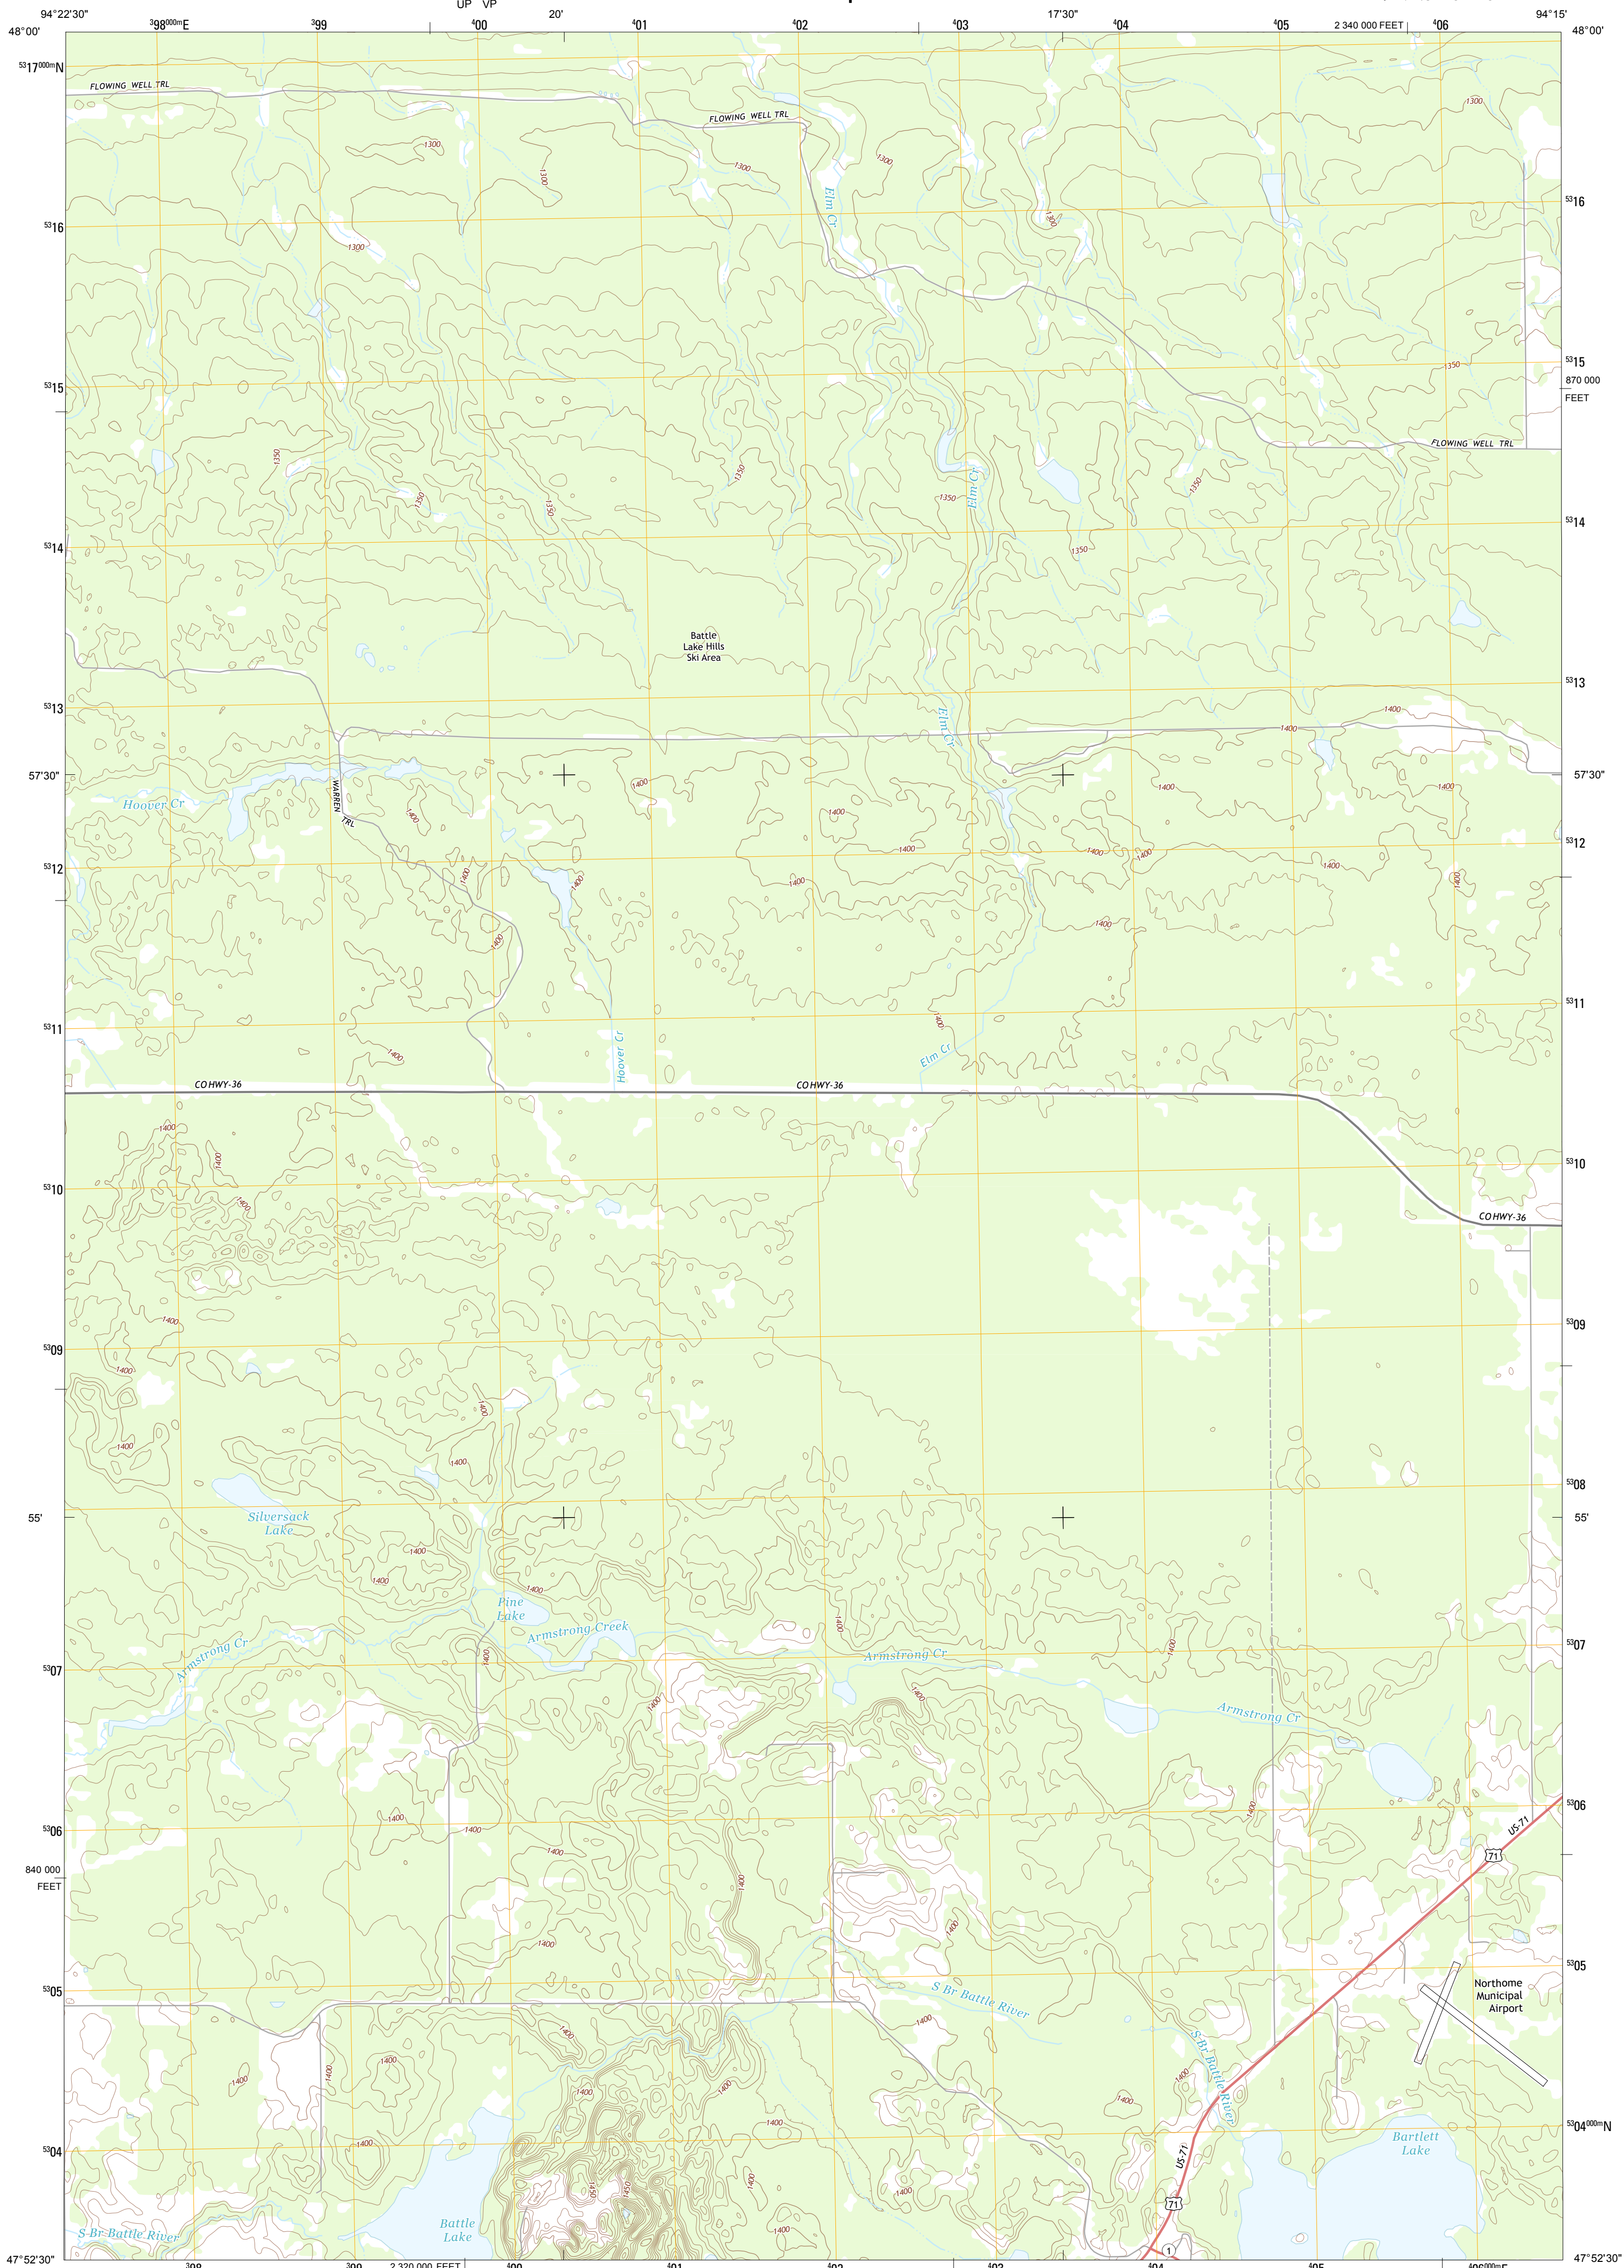 UP VP
94°22'30"
398000mE
399
400
20'
401
402
403
17'30"
404
405
2 340 000 FEET
406
94°15'
48°00'
48°00'
5317000mN
FLOWING WELL TRL
FLOWING WELL TRL
1300
1300
1300
1300
1300
Elm Cr
1300
1300
5316
5316
5315
5315
870 000
FEET
1350
FLOWING WELL TRL
1350
1350
1350
1350
1350
Elm Cr
1350
1350
5314
5314
Battle
Lake Hills
Ski Area
5313
5313
Elm Cr
1400
1400
57'30"
57'30"
Hoover Cr
WARREN TRL
1400
1400
1400
1400
1400
5312
5312
1400
1400
1400
1400
1400
1400
1400
1400
1400
1400
1400
5311
5311
1400
1400
Hoover Cr
Elm Cr
CO HWY-36
CO HWY-36
1400
1400
5310
5310
1400
CO HWY-36
5309
5309
1400
1400
1400
1400
1400
5308
5308
Silversack
Lake
55'
55'
1400
1400
1400
Pine
Lake
Armstrong Creek
1400
Armstrong Cr
Armstrong Cr
1400
1400
5307
5307
1400
1400
Armstrong Cr
1400
1400
1400
1400
5306
5306
US-71
71
840 000
FEET
1400
1400
1400
5305
5305
S Br Battle River
Northome
Municipal
Airport
1400
1400
S Br Battle River
1400
1400
1400
1400
1400
1400
1400
1400
5304
5304000mN
1400
Bartlett
Lake
US-71
71
1450
1450
1400
1400
1400
S Br Battle River
Battle
Lake
1
47°52'30"
47°52'30"
398
399
2 320 000 FEET
400
401
402
403
404
405
406000mE